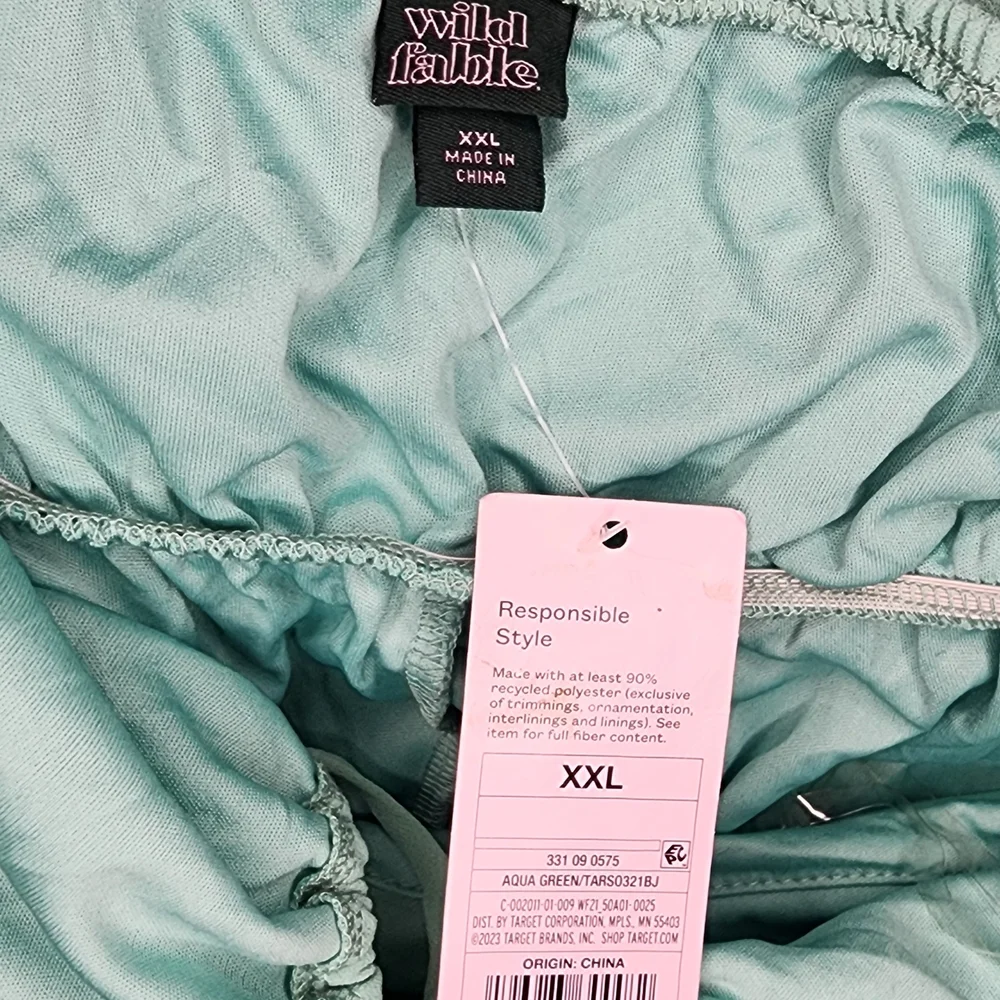 wild
fable.
XXL
MADE IN
CHINA
Responsible
Style
Made with at least 90%
recycled polyester (exclusive
of trimmings, ornamentation,
interlinings and linings). See
item for full fiber content.
XXL
331 09 0575
AQUA GREEN/TARS0321BJ
C-002011-01-009 WF21_50A01-0025
DIST. BY TARGET CORPORATION, MPLS., MN 55403
©2023 TARGET BRANDS, INC. SHOP TARGET.COM
ORIGIN: CHINA